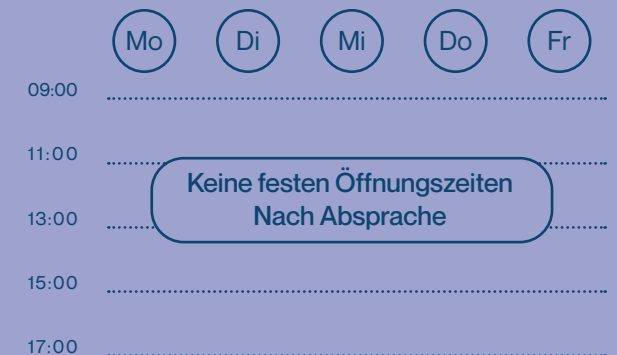 Mo Di Mi Do Fr
09:00
11:00
Keine festen Öffnungszeiten
Nach Absprache
13:00
15:00
17:00